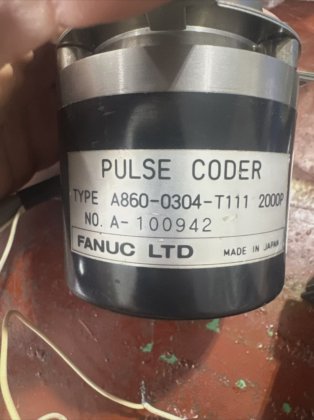 PULSE CODER
TYPE A860-0304-T111 2000P
NO. A-100942
FANUC LTD MADE IN JAPAN